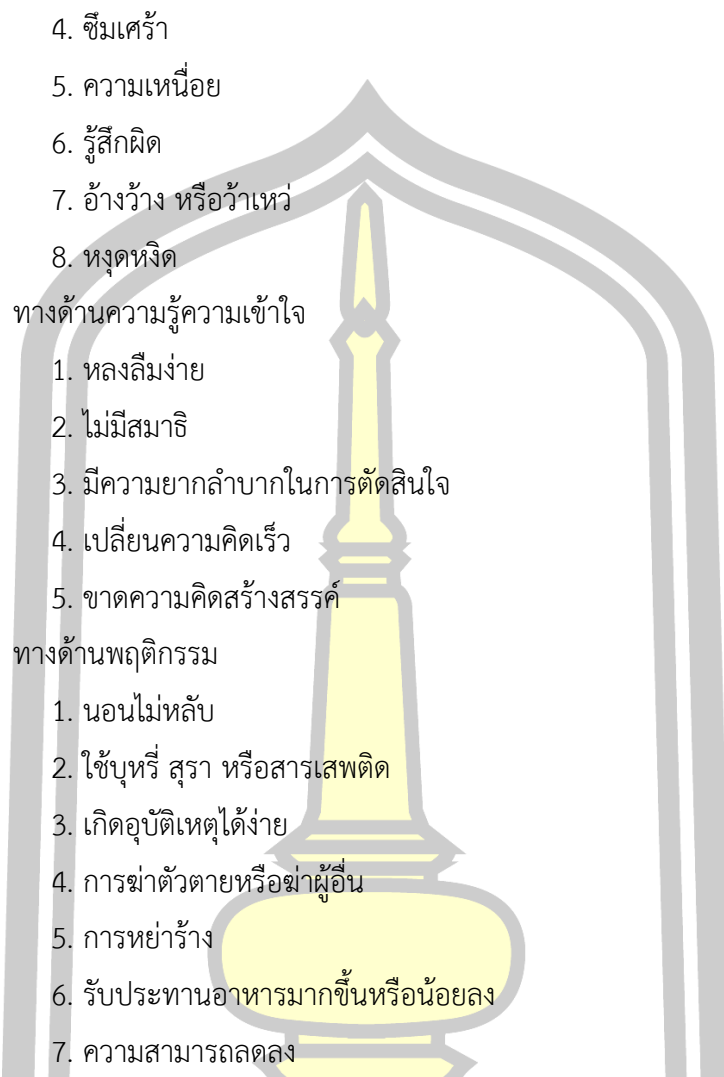 4. ซึมเศร้า
5. ความเหนื่อย
6. รู้สึกผิด
7. อ้างว้าง หรือว้าเหว่
8. หงุดหงิด
ทางด้านความรู้ความเข้าใจ
1. หลงลืมง่าย
2. ไม่มีสมาธิ
3. มีความยากลำบากในการตัดสินใจ
4. เปลี่ยนความคิดเร็ว
5. ขาดความคิดสร้างสรรค์
ทางด้านพฤติกรรม
1. นอนไม่หลับ
2. ใช้บุหรี่ สุรา หรือสารเสพติด
3. เกิดอุบัติเหตุได้ง่าย
4. การฆ่าตัวตายหรือฆ่าผู้อื่น
5. การหย่าร้าง
6. รับประทานอาหารมากขึ้นหรือน้อยลง
7. ความสามารถลดลง